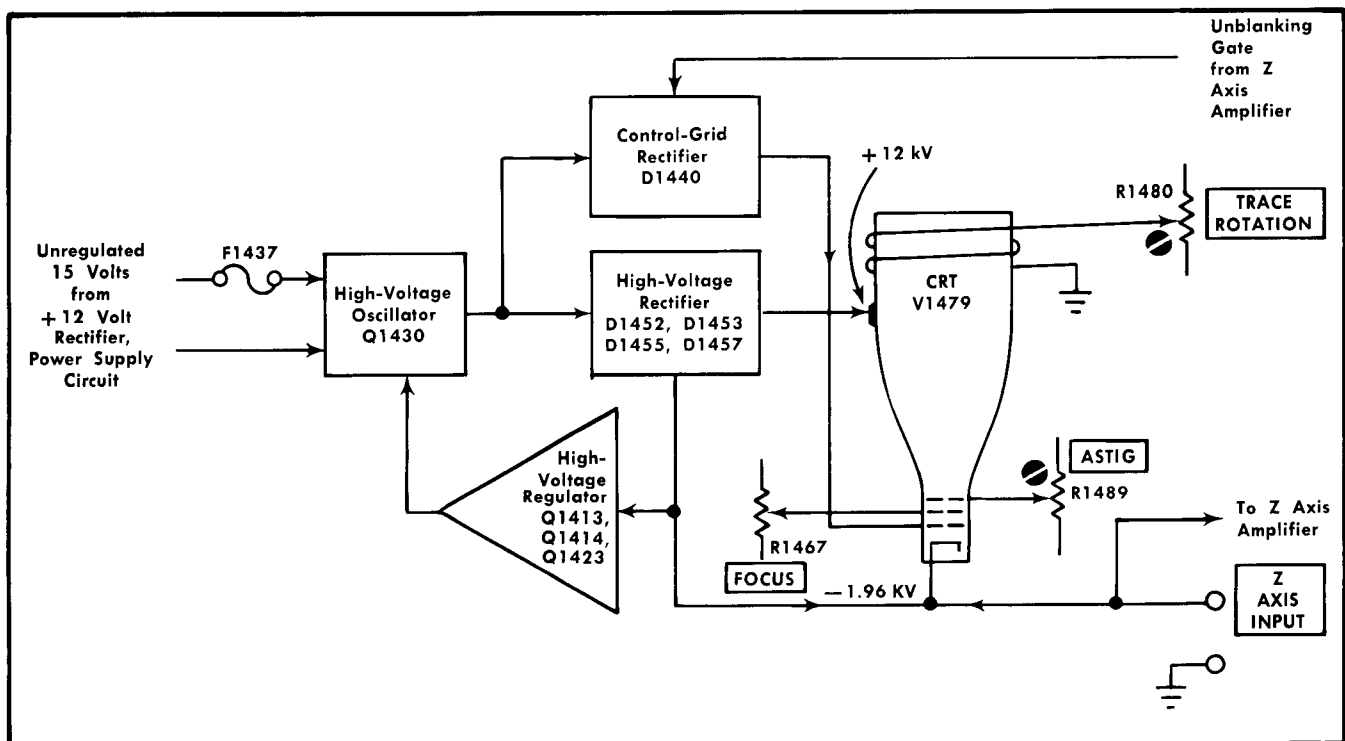 Unblanking
Gate
from Z
Axis
Amplifier
Control-Grid
Rectifier
D1440
+ 12 kV
R1480
TRACE
ROTATION
Unregulated
15 Volts
from
+ 12 Volt
Rectifier,
Power Supply
Circuit
F1437
High-Voltage
Oscillator
Q1430
High-Voltage
Rectifier
D1452, D1453
D1455, D1457
CRT
V1479
High-
Voltage
Regulator
Q1413,
Q1414,
Q1423
R1467
FOCUS
ASTIG
R1489
— 1.96 KV
To Z Axis
Amplifier
Z
AXIS
INPUT